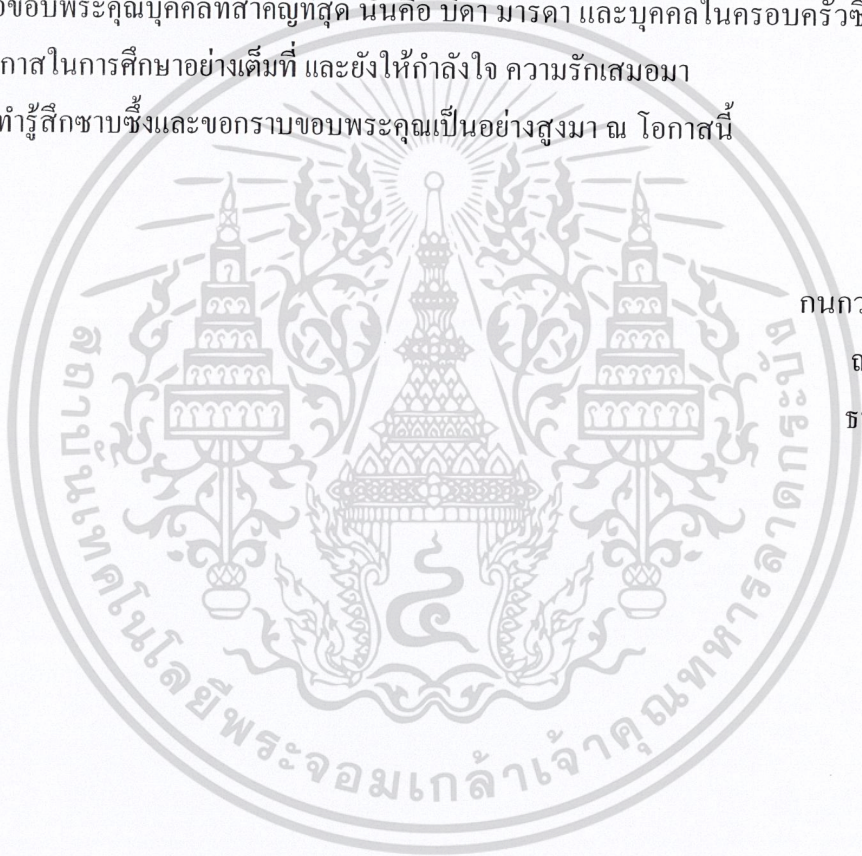 ขอบพระคุณบุคคลที่สำคัญที่สุด นั่นคือ บิดา มารดา และบุคคลในครอบครัว
กาสในการศึกษาอย่างเต็มที่ และยังให้กำลังใจ ความรักเสมอมา
ทำรู้สึกซาบซึ้งและขอกราบขอบพระคุณเป็นอย่างสูงมา ณ โอกาสนี้
กนกว
ณ
ธ
สถาบันเทคโนโลยีพระจอมเกล้าเจ้าคุณทหารลาดกระบัง